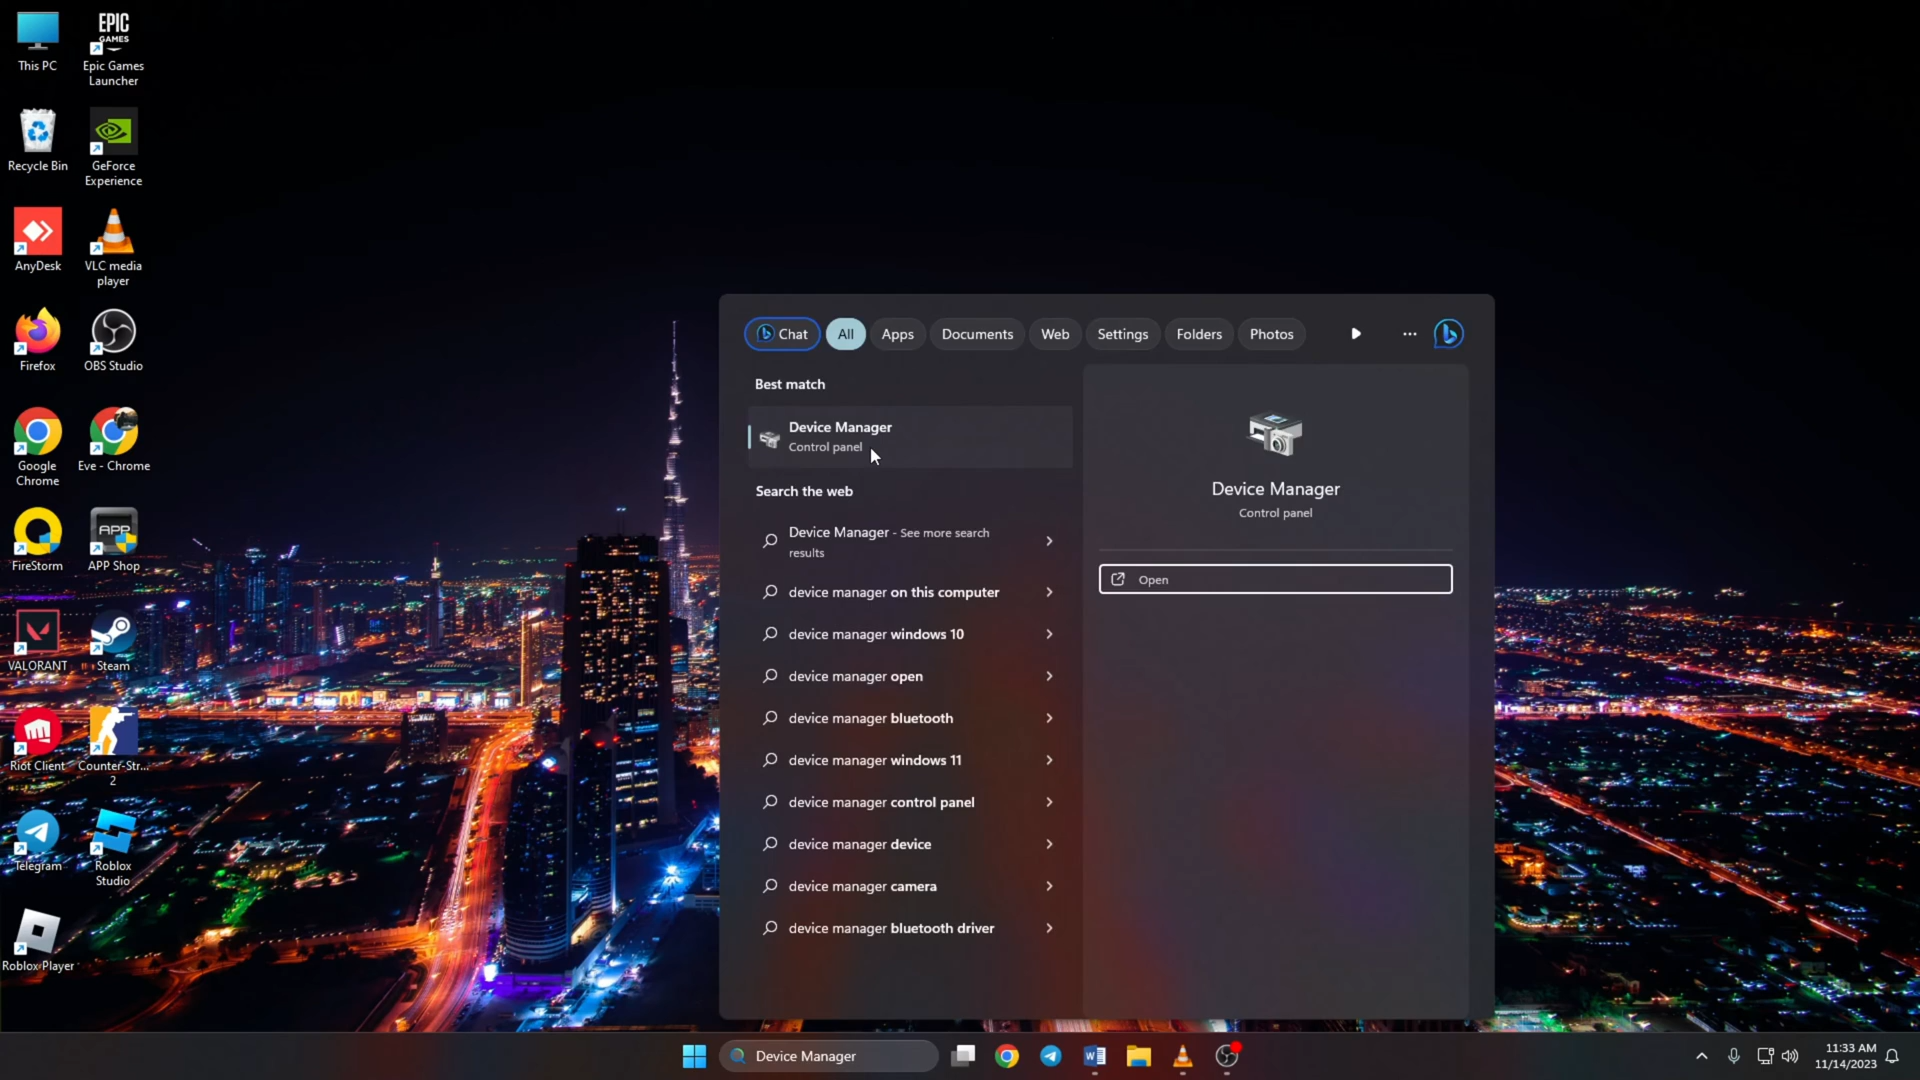 This PC
EPIC
GAMES
Epic Games
Launcher
Recycle Bin
GeForce
Experience
AnyDesk
VLC media
player
Firefox
OBS Studio
Google
Chrome
Eve - Chrome
FireStorm
APP
APP Shop
VALORANT
Steam
Riot Client
Counter-Str...
2
Telegram
Roblox
Studio
Roblox Player
Chat
All
Apps
Documents
Web
Settings
Folders
Photos
Best match
Device Manager
Control panel
Search the web
Device Manager - See more search
results
device manager on this computer
device manager windows 10
device manager open
device manager bluetooth
device manager windows 11
device manager control panel
device manager device
device manager camera
device manager bluetooth driver
Device Manager
Control panel
Open
Device Manager
11:33 AM
11/14/2023